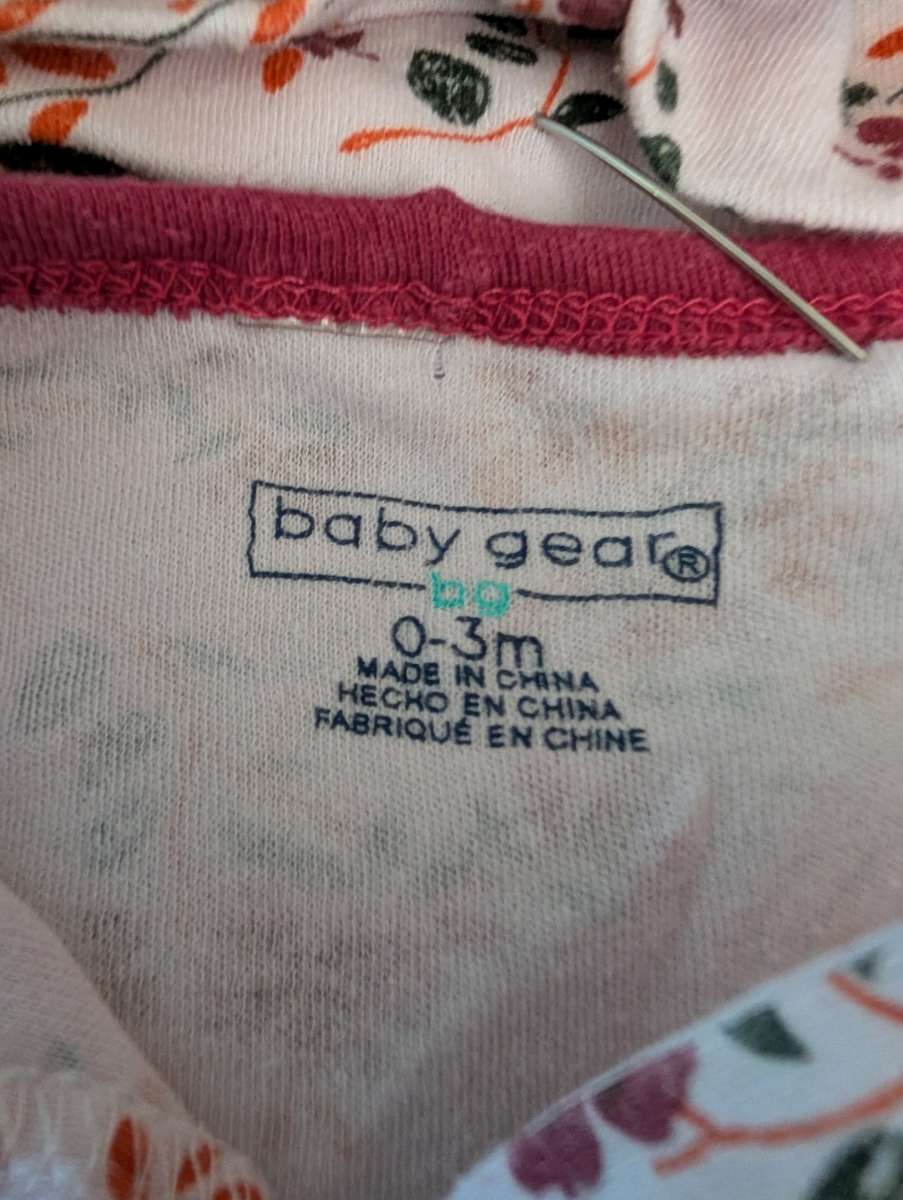 baby gear®
bg
0-3m
MADE IN CHINA
HECHO EN CHINA
FABRIQUÉ EN CHINE